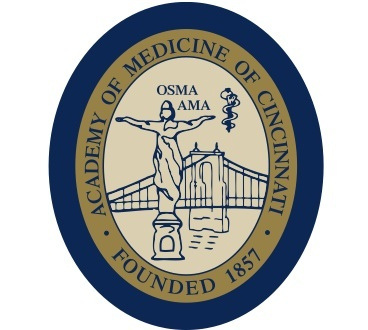 ACADEMY OF MEDICINE OF CINCINNATI
OSMA
AMA
• FOUNDED 1857 •